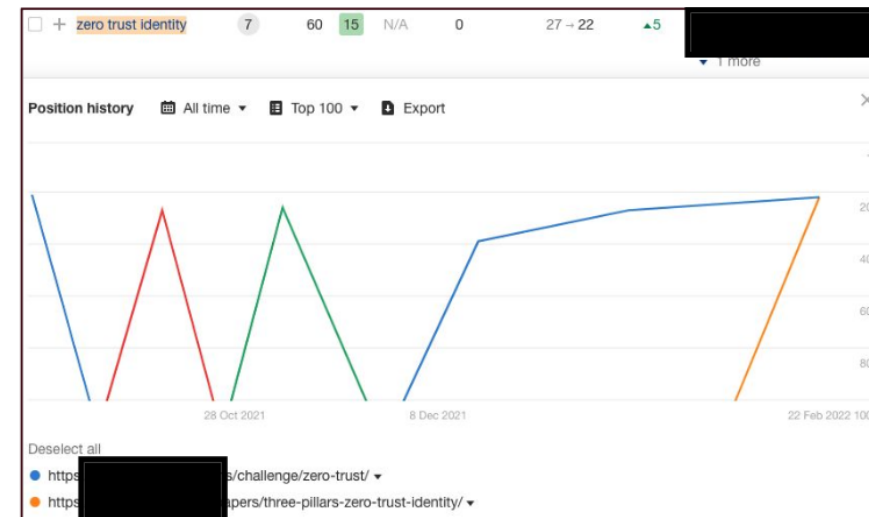 zero trust identity 7 60 15 N/A 0 27 → 22 ▲5
▼ 1 more
Position history All time ▼ Top 100 ▼ Export ×
20
40
60
80
28 Oct 2021 8 Dec 2021 22 Feb 2022 100
Deselect all
https s/challenge/zero-trust/ ▾
https apers/three-pillars-zero-trust-identity/ ▾